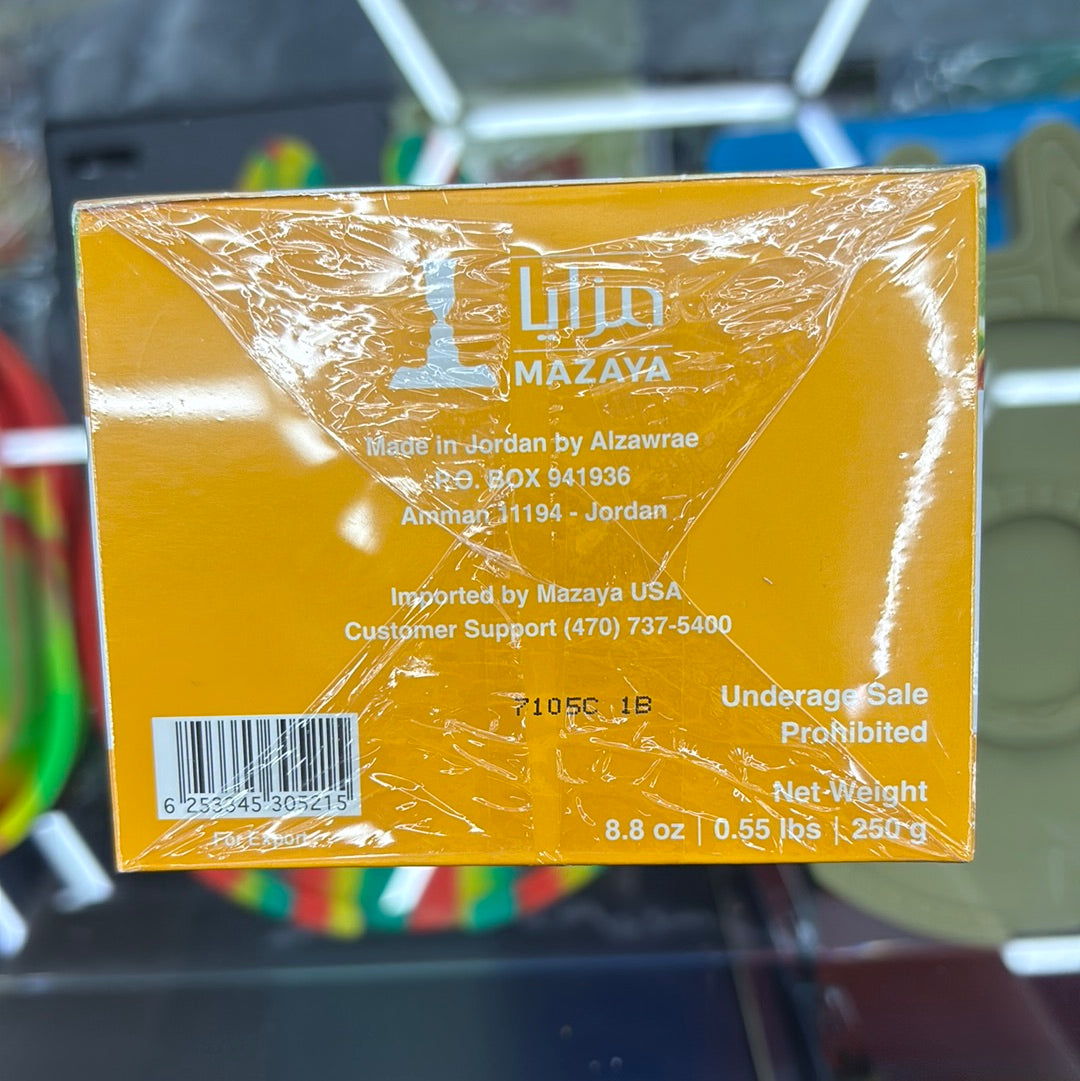 مزايا
MAZAYA
Made in Jordan by Alzawrae
P.O. BOX 941936
Amman 11194 - Jordan
Imported by Mazaya USA
Customer Support (470) 737-5400
7105C 1B
Underage Sale
Prohibited
6 253345 305215
For Export
Net Weight
8.8 oz | 0.55 lbs | 250 g